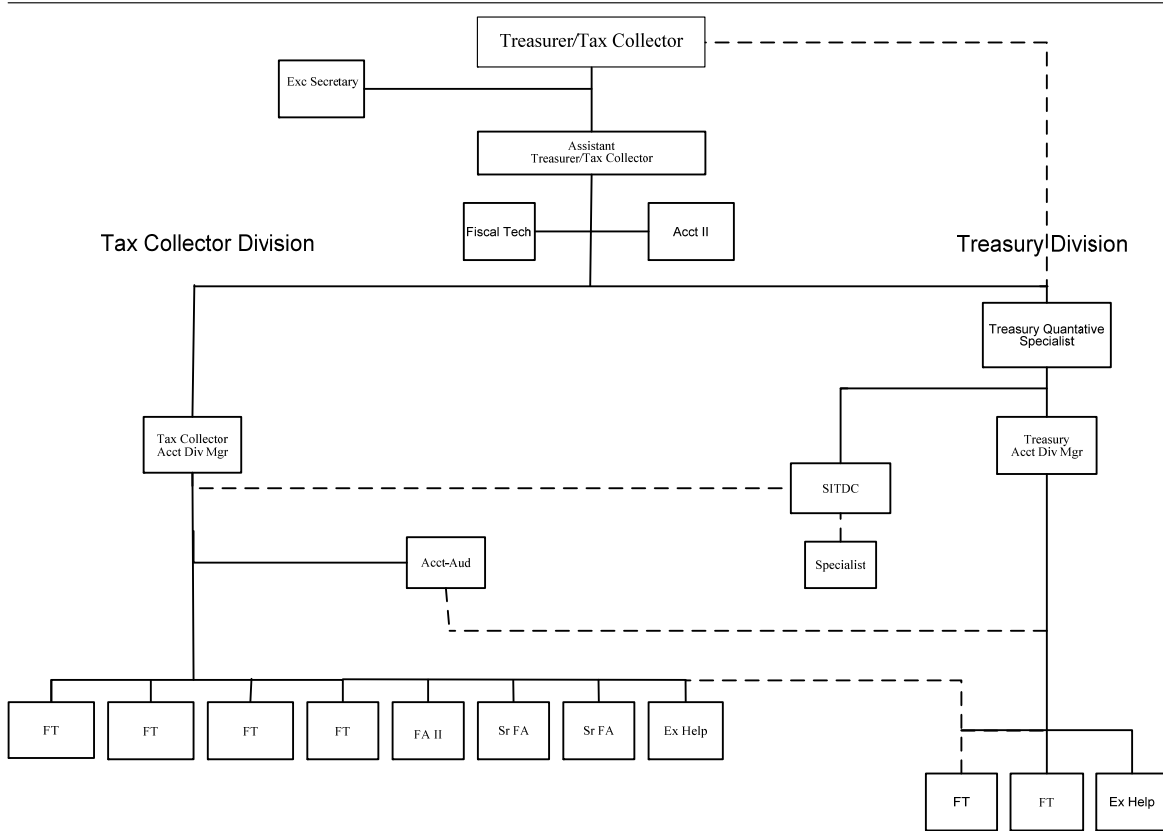 Treasurer/Tax Collector
Exc Secretary
Assistant
Treasurer/Tax Collector
Fiscal Tech
Acct II
Tax Collector Division
Treasury Division
Treasury Quantative
Specialist
Tax Collector
Acct Div Mgr
Treasury
Acct Div Mgr
SITDC
Acct-Aud
Specialist
FT
FT
FT
FT
FA II
Sr FA
Sr FA
Ex Help
FT
FT
Ex Help